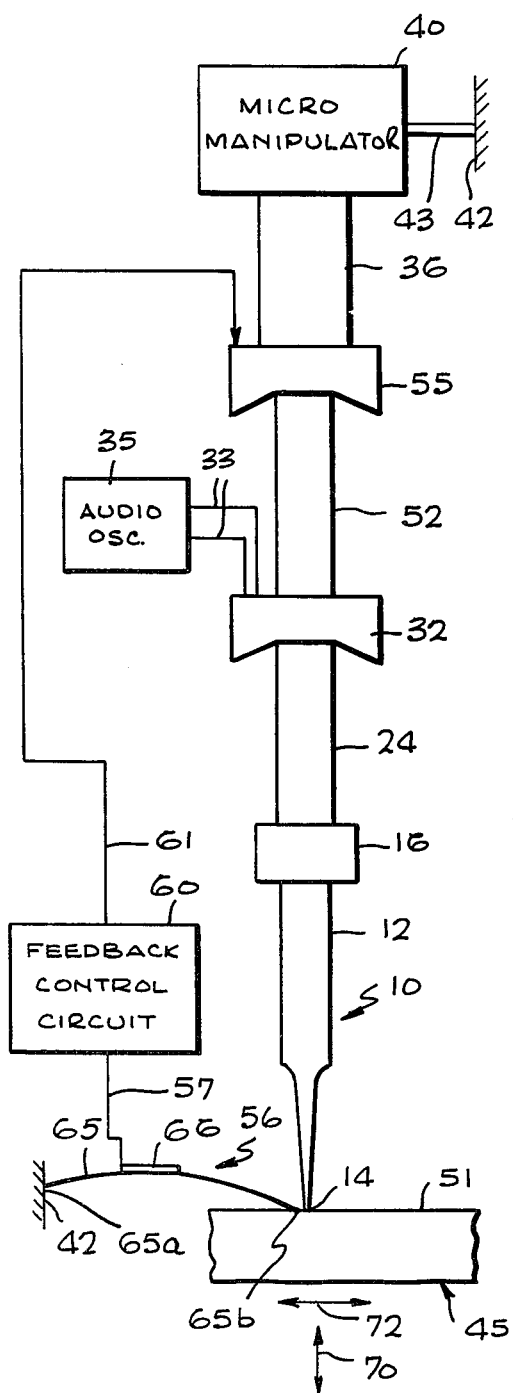 40
MICRO
MANIPULATOR
43
42
36
55
35
33
AUDIO
OSC.
52
32
24
61
16
60
12
FEEDBACK
CONTROL
CIRCUIT
10
57
65
66
56
14
51
42
65a
65b
72
45
70